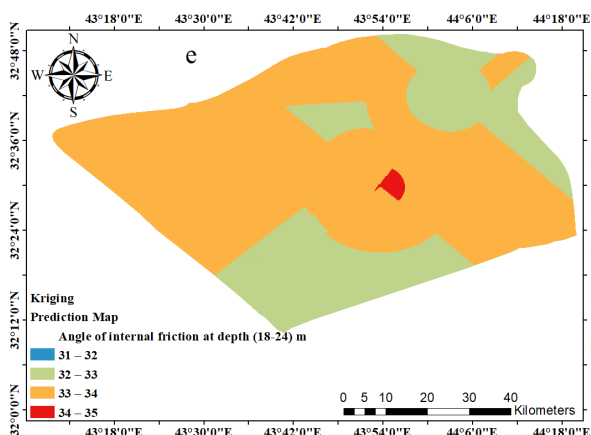 43°18'0"E 43°30'0"E 43°42'0"E 43°54'0"E 44°6'0"E 44°18'0"E
e
N
W E
S
32°48'0"N
32°36'0"N
32°24'0"N
32°12'0"N
32°0'0"N
Kriging
Prediction Map
Angle of internal friction at depth (18-24) m
31 – 32
32 – 33
33 – 34
34 – 35
0 5 10 20 30 40
Kilometers
43°18'0"E 43°30'0"E 43°42'0"E 43°54'0"E 44°6'0"E 44°18'0"E